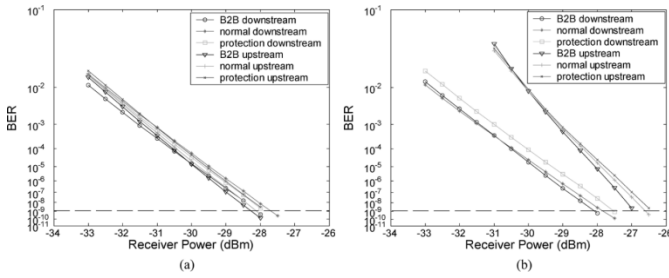 (a)
BER
10^-1
10^-2
10^-3
10^-4
10^-5
10^-6
10^-7
10^-8
10^-9
10^-10
10^-11
B2B downstream
normal downstream
protection downstream
B2B upstream
normal upstream
protection upstream
-34 -33 -32 -31 -30 -29 -28 -27 -26
Receiver Power (dBm)
(b)
BER
10^-1
10^-2
10^-3
10^-4
10^-5
10^-6
10^-7
10^-8
10^-9
10^-10
10^-11
B2B downstream
normal downstream
protection downstream
B2B upstream
normal upstream
protection upstream
-34 -33 -32 -31 -30 -29 -28 -27 -26
Receiver Power (dBm)
(a)
(b)